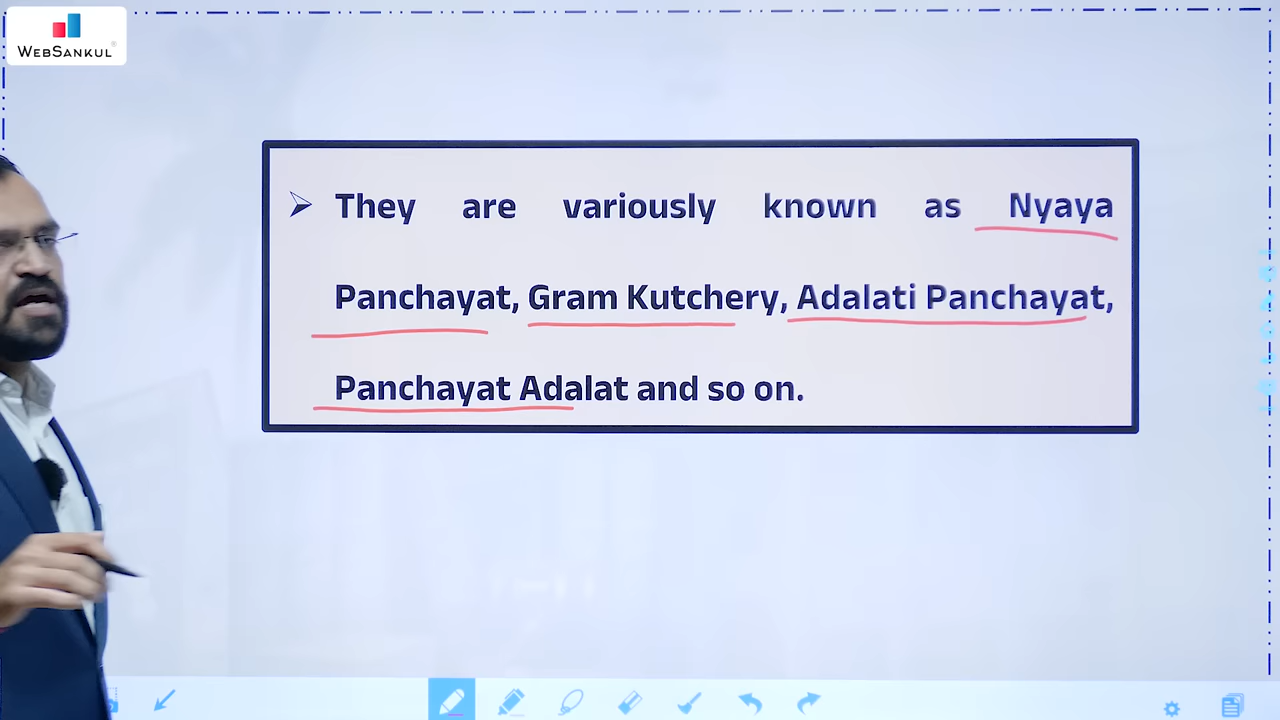 WEBSANKUL®
➢ They are variously known as Nyaya
Panchayat, Gram Kutchery, Adalati Panchayat,
Panchayat Adalat and so on.